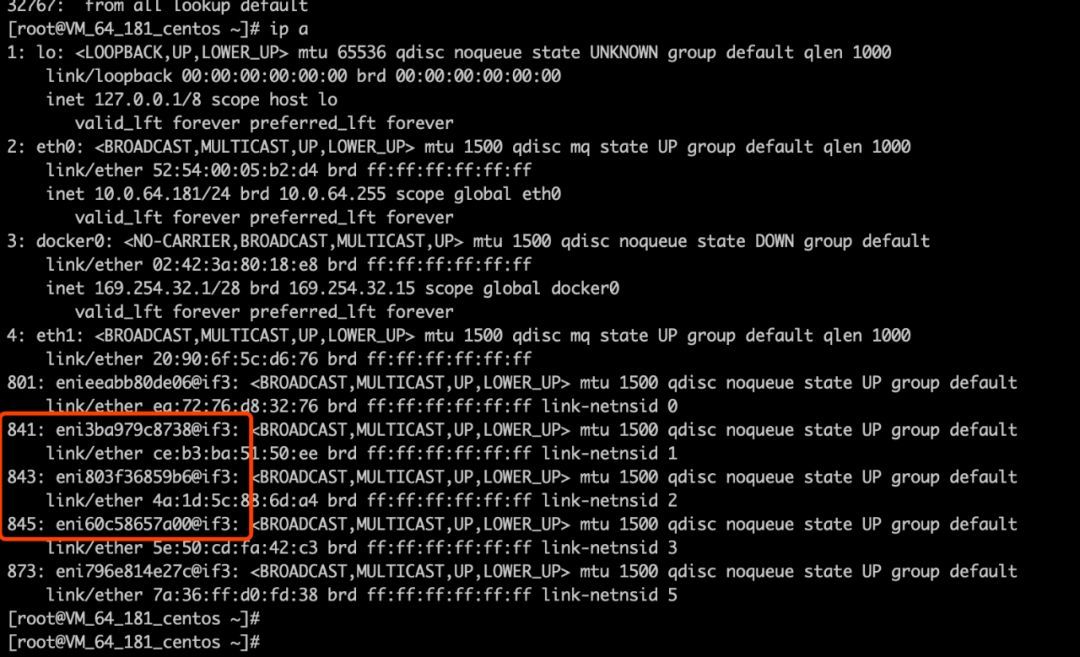 32767:  from all lookup default
[root@VM_64_181_centos ~]# ip a
1: lo: <LOOPBACK,UP,LOWER_UP> mtu 65536 qdisc noqueue state UNKNOWN group default qlen 1000
    link/loopback 00:00:00:00:00:00 brd 00:00:00:00:00:00
    inet 127.0.0.1/8 scope host lo
       valid_lft forever preferred_lft forever
2: eth0: <BROADCAST,MULTICAST,UP,LOWER_UP> mtu 1500 qdisc mq state UP group default qlen 1000
    link/ether 52:54:00:05:b2:d4 brd ff:ff:ff:ff:ff:ff
    inet 10.0.64.181/24 brd 10.0.64.255 scope global eth0
       valid_lft forever preferred_lft forever
3: docker0: <NO-CARRIER,BROADCAST,MULTICAST,UP> mtu 1500 qdisc noqueue state DOWN group default
    link/ether 02:42:3a:80:18:e8 brd ff:ff:ff:ff:ff:ff
    inet 169.254.32.1/28 brd 169.254.32.15 scope global docker0
       valid_lft forever preferred_lft forever
4: eth1: <BROADCAST,MULTICAST,UP,LOWER_UP> mtu 1500 qdisc mq state UP group default qlen 1000
    link/ether 20:90:6f:5c:d6:76 brd ff:ff:ff:ff:ff:ff
801: enieeabb80de06@if3: <BROADCAST,MULTICAST,UP,LOWER_UP> mtu 1500 qdisc noqueue state UP group default
    link/ether ea:72:76:d8:32:76 brd ff:ff:ff:ff:ff:ff link-netnsid 0
841: eni3ba979c8738@if3: <BROADCAST,MULTICAST,UP,LOWER_UP> mtu 1500 qdisc noqueue state UP group default
    link/ether ce:b3:ba:51:50:ee brd ff:ff:ff:ff:ff:ff link-netnsid 1
843: eni803f36859b6@if3: <BROADCAST,MULTICAST,UP,LOWER_UP> mtu 1500 qdisc noqueue state UP group default
    link/ether 4a:1d:5c:88:6d:a4 brd ff:ff:ff:ff:ff:ff link-netnsid 2
845: eni60c58657a00@if3: <BROADCAST,MULTICAST,UP,LOWER_UP> mtu 1500 qdisc noqueue state UP group default
    link/ether 5e:50:cd:fa:42:c3 brd ff:ff:ff:ff:ff:ff link-netnsid 3
873: eni796e814e27c@if3: <BROADCAST,MULTICAST,UP,LOWER_UP> mtu 1500 qdisc noqueue state UP group default
    link/ether 7a:36:ff:d0:fd:38 brd ff:ff:ff:ff:ff:ff link-netnsid 5
[root@VM_64_181_centos ~]#
[root@VM_64_181_centos ~]#